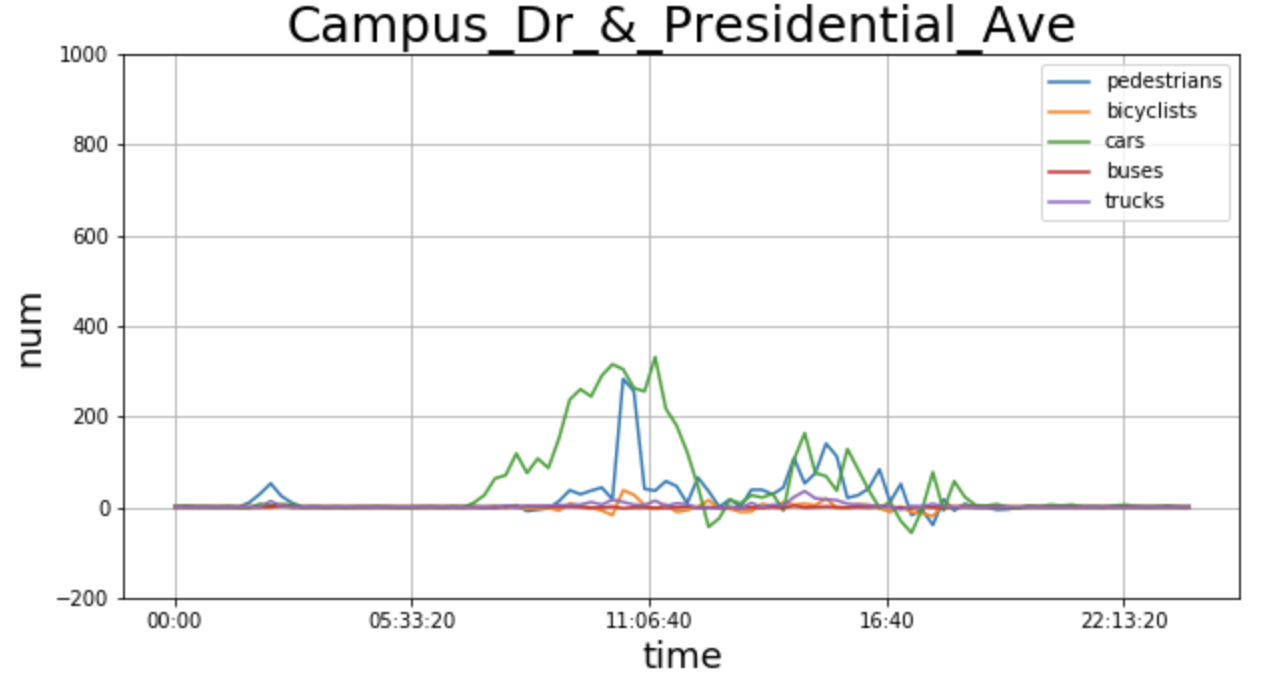 Campus_Dr_&_Presidential_Ave
1000
800
600
400
200
0
−200
num
pedestrians
bicyclists
cars
buses
trucks
00:00 05:33:20 11:06:40 16:40 22:13:20
time